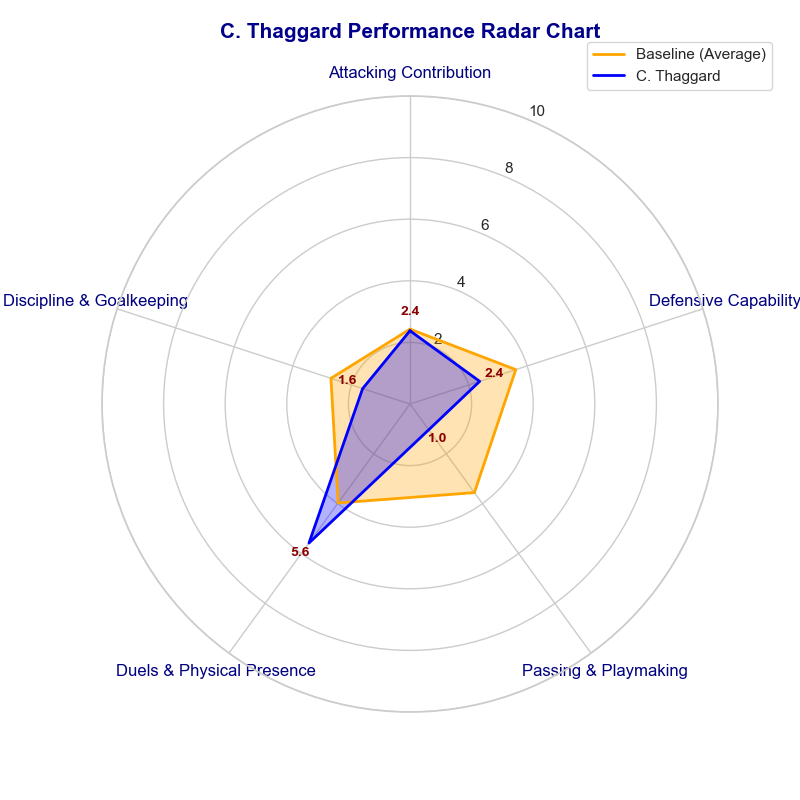 C. Thaggard Performance Radar Chart
Baseline (Average)
C. Thaggard
Attacking Contribution
10
8
6
4
2
Discipline & Goalkeeping
Defensive Capability
2.4
2.4
1.6
1.0
5.6
Duels & Physical Presence
Passing & Playmaking